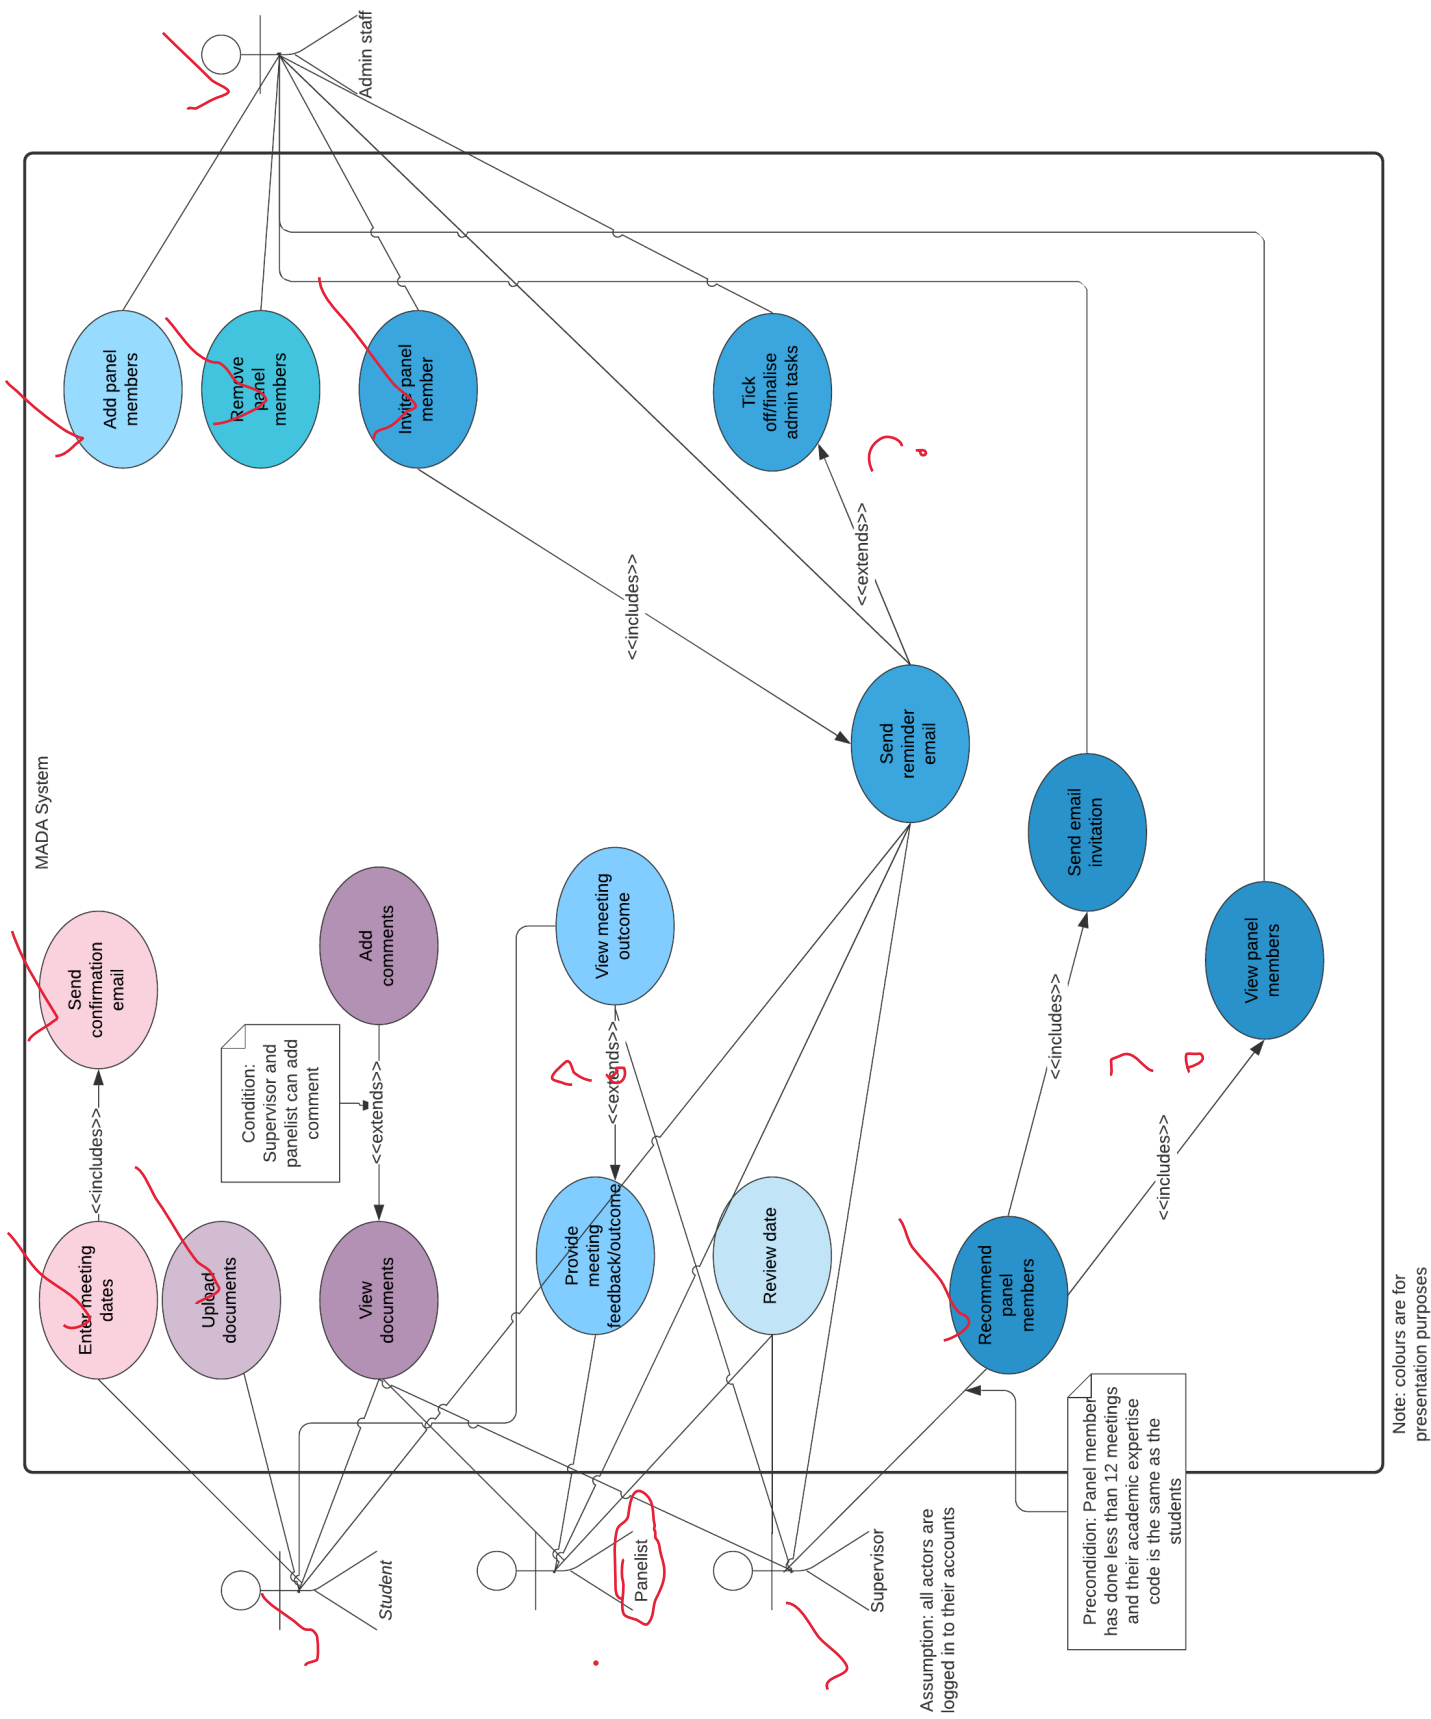 MADA System
Student
Panelist
Supervisor
Assumption: all actors are
logged in to their accounts
Enter meeting
dates
<<includes>>
Send
confirmation
email
Upload
documents
Condition:
Supervisor and
panelist can add
comment
View
documents
<<extends>>
Add
comments
Provide
meeting
feedback/outcome
<<extends>>
View meeting
outcome
Review date
Recommend
panel
members
<<includes>>
Send email
invitation
<<includes>>
View panel
members
Precondidion: Panel member
has done less than 12 meetings
and their academic expertise
code is the same as the
students
Send
reminder
email
<<includes>>
<<extends>>
Add panel
members
Remove
panel
members
Invite panel
member
Tick
off/finalise
admin tasks
Admin staff
Note: colours are for
presentation purposes